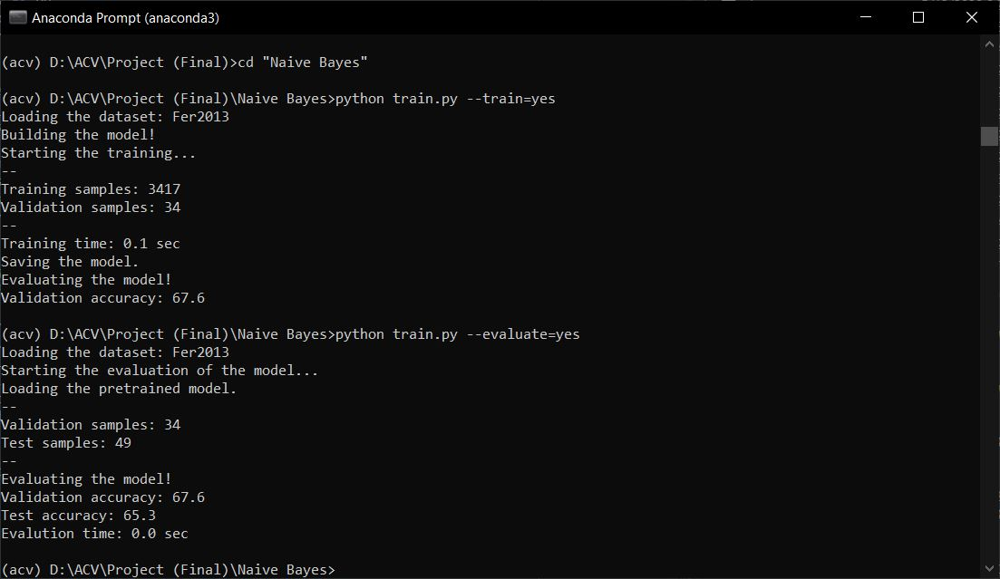 Anaconda Prompt (anaconda3)
(acv) D:\ACV\Project (Final)>cd "Naive Bayes"
(acv) D:\ACV\Project (Final)\Naive Bayes>python train.py --train=yes
Loading the dataset: Fer2013
Building the model!
Starting the training...
--
Training samples: 3417
Validation samples: 34
--
Training time: 0.1 sec
Saving the model.
Evaluating the model!
Validation accuracy: 67.6
(acv) D:\ACV\Project (Final)\Naive Bayes>python train.py --evaluate=yes
Loading the dataset: Fer2013
Starting the evaluation of the model...
Loading the pretrained model.
--
Validation samples: 34
Test samples: 49
--
Evaluating the model!
Validation accuracy: 67.6
Test accuracy: 65.3
Evalution time: 0.0 sec
(acv) D:\ACV\Project (Final)\Naive Bayes>